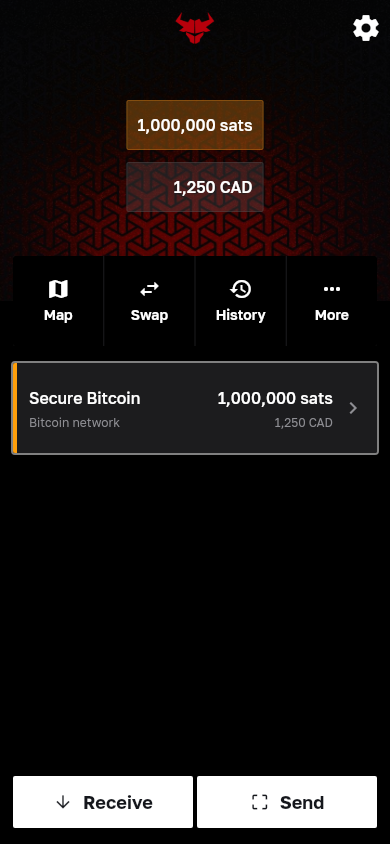 1,000,000 sats
1,250 CAD
Map
Swap
History
More
Secure Bitcoin
1,000,000 sats
Bitcoin network
1,250 CAD
Receive
Send